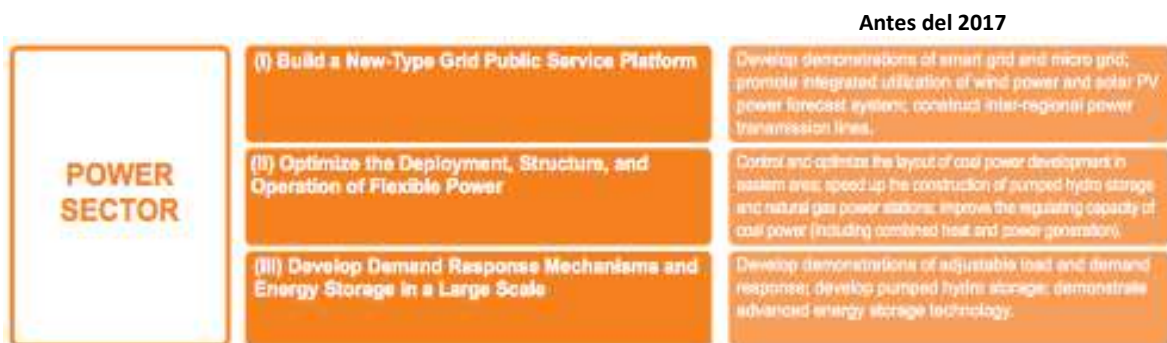 Antes del 2017
POWER
SECTOR
(I) Build a New-Type Grid Public Service Platform
Develop demonstrations of smart grid and micro grid;
promote integrated utilization of wind power and solar PV
power forecast system; construct inter-regional power
transmission lines.
(II) Optimize the Deployment, Structure, and
Operation of Flexible Power
Control and optimize the layout of coal power development in
eastern area; speed up the construction of pumped hydro storage
and natural gas power stations; improve the regulating capacity of
coal power (including combined heat and power generation).
(III) Develop Demand Response Mechanisms and
Energy Storage in a Large Scale
Develop demonstrations of adjustable load and demand
response; develop pumped hydro storage; demonstrate
advanced energy storage technology.